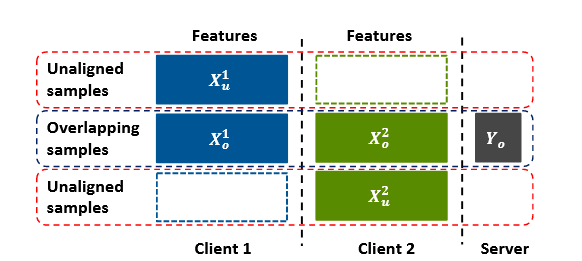 Features Features
Unaligned samples X_u^1
Overlapping samples X_o^1 X_o^2 Y_o
Unaligned samples X_u^2
Client 1 Client 2 Server